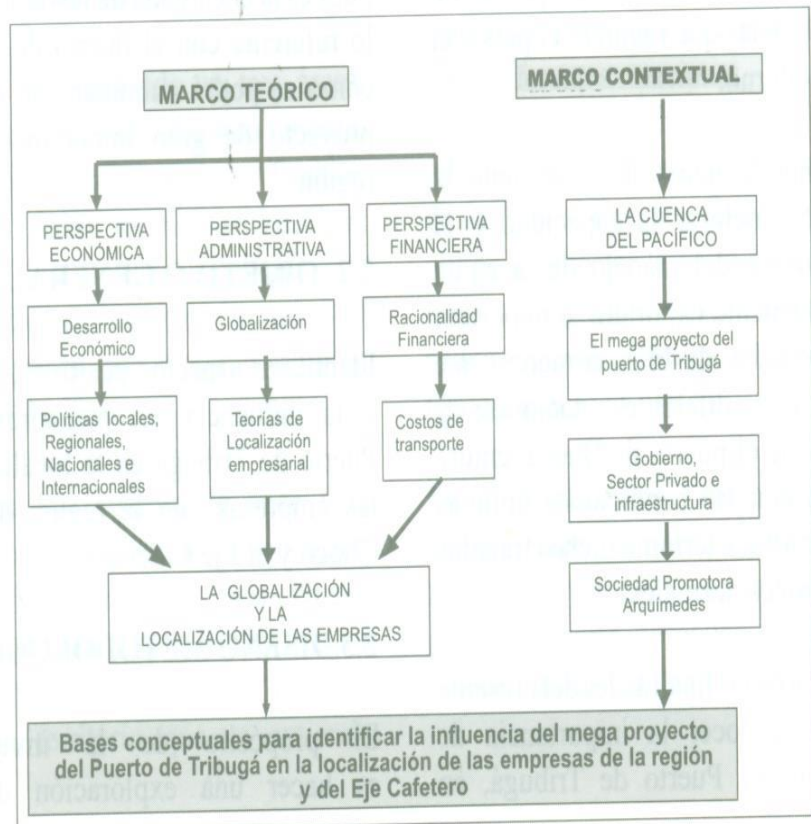 MARCO TEÓRICO
MARCO CONTEXTUAL
PERSPECTIVA
ECONÓMICA
PERSPECTIVA
ADMINISTRATIVA
PERSPECTIVA
FINANCIERA
LA CUENCA
DEL PACÍFICO
Desarrollo
Económico
Globalización
Racionalidad
Financiera
El mega proyecto del
puerto de Tribugá
Políticas locales,
Regionales,
Nacionales e
Internacionales
Teorías de
Localización
empresarial
Costos de
transporte
Gobierno,
Sector Privado e
infraestructura
LA GLOBALIZACIÓN
Y LA
LOCALIZACIÓN DE LAS EMPRESAS
Sociedad Promotora
Arquímedes
Bases conceptuales para identificar la influencia del mega proyecto
del Puerto de Tribugá en la localización de las empresas de la región
y del Eje Cafetero